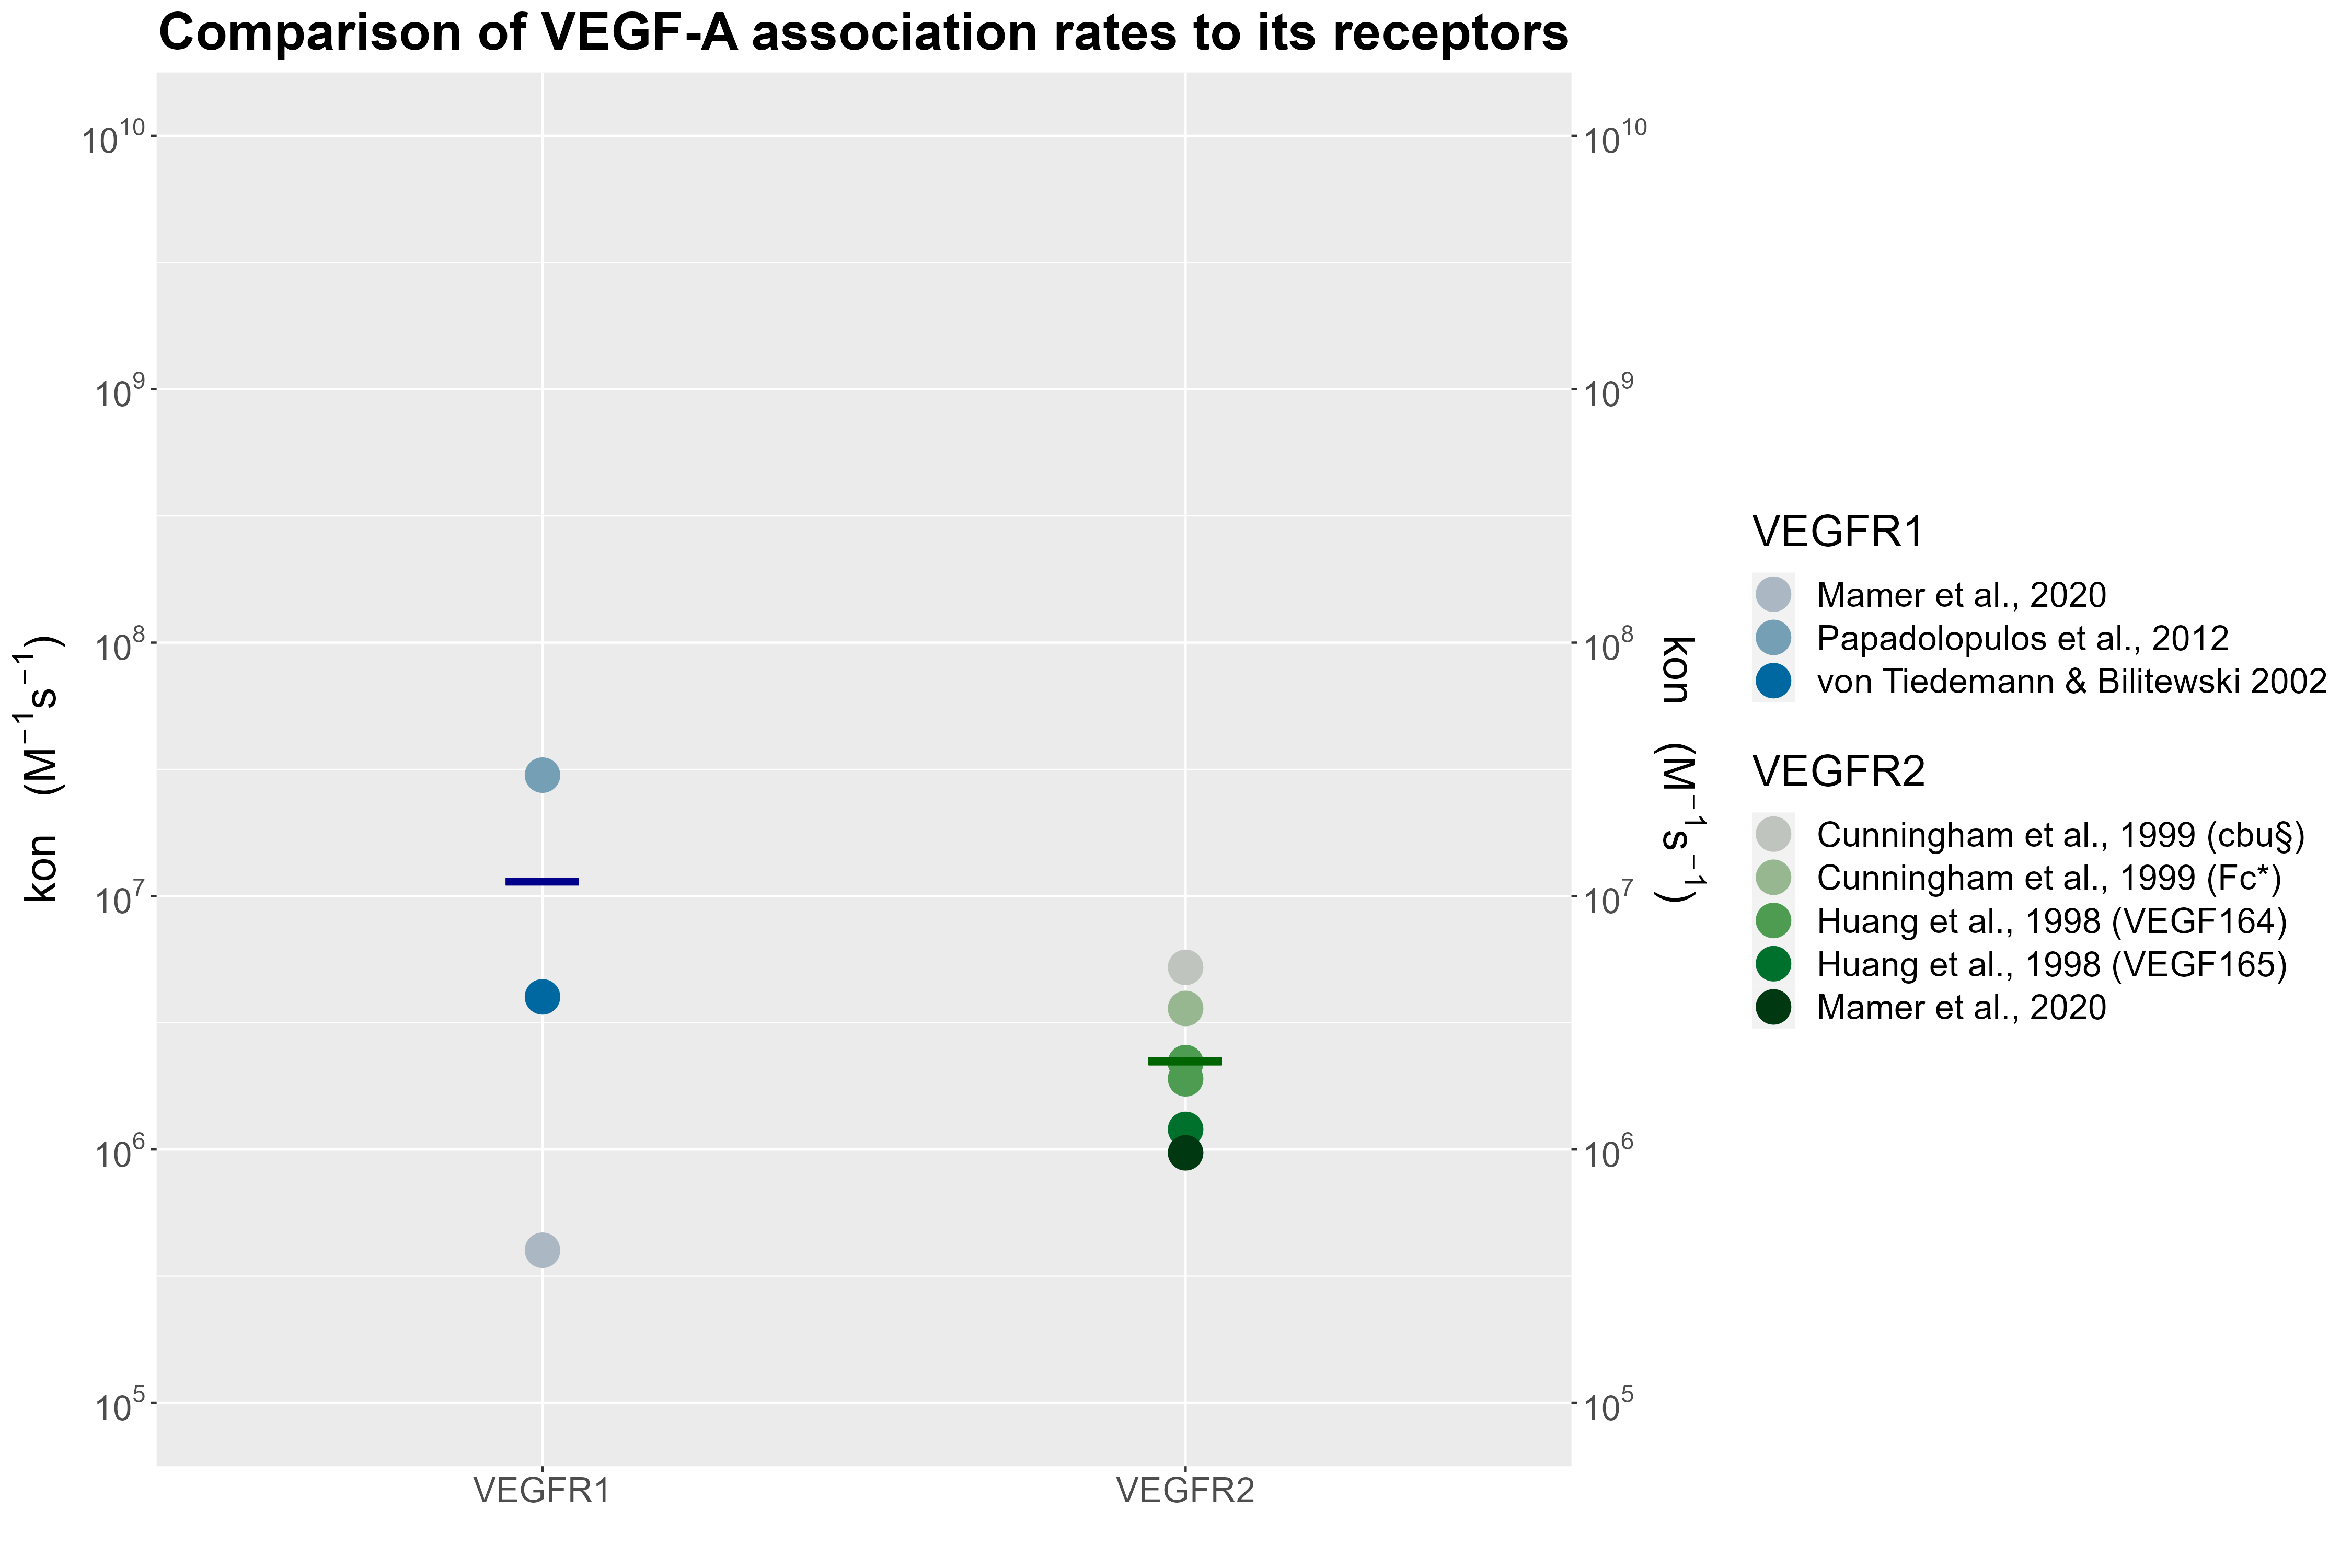 Comparison of VEGF-A association rates to its receptors
kon (M⁻¹s⁻¹)
10¹⁰
10⁹
10⁸
10⁷
10⁶
10⁵
10¹⁰
10⁹
10⁸
10⁷
10⁶
10⁵
kon (M⁻¹s⁻¹)
VEGFR1
VEGFR2
VEGFR1
Mamer et al., 2020
Papadolopulos et al., 2012
von Tiedemann & Bilitewski 2002
VEGFR2
Cunningham et al., 1999 (cbu§)
Cunningham et al., 1999 (Fc*)
Huang et al., 1998 (VEGF164)
Huang et al., 1998 (VEGF165)
Mamer et al., 2020